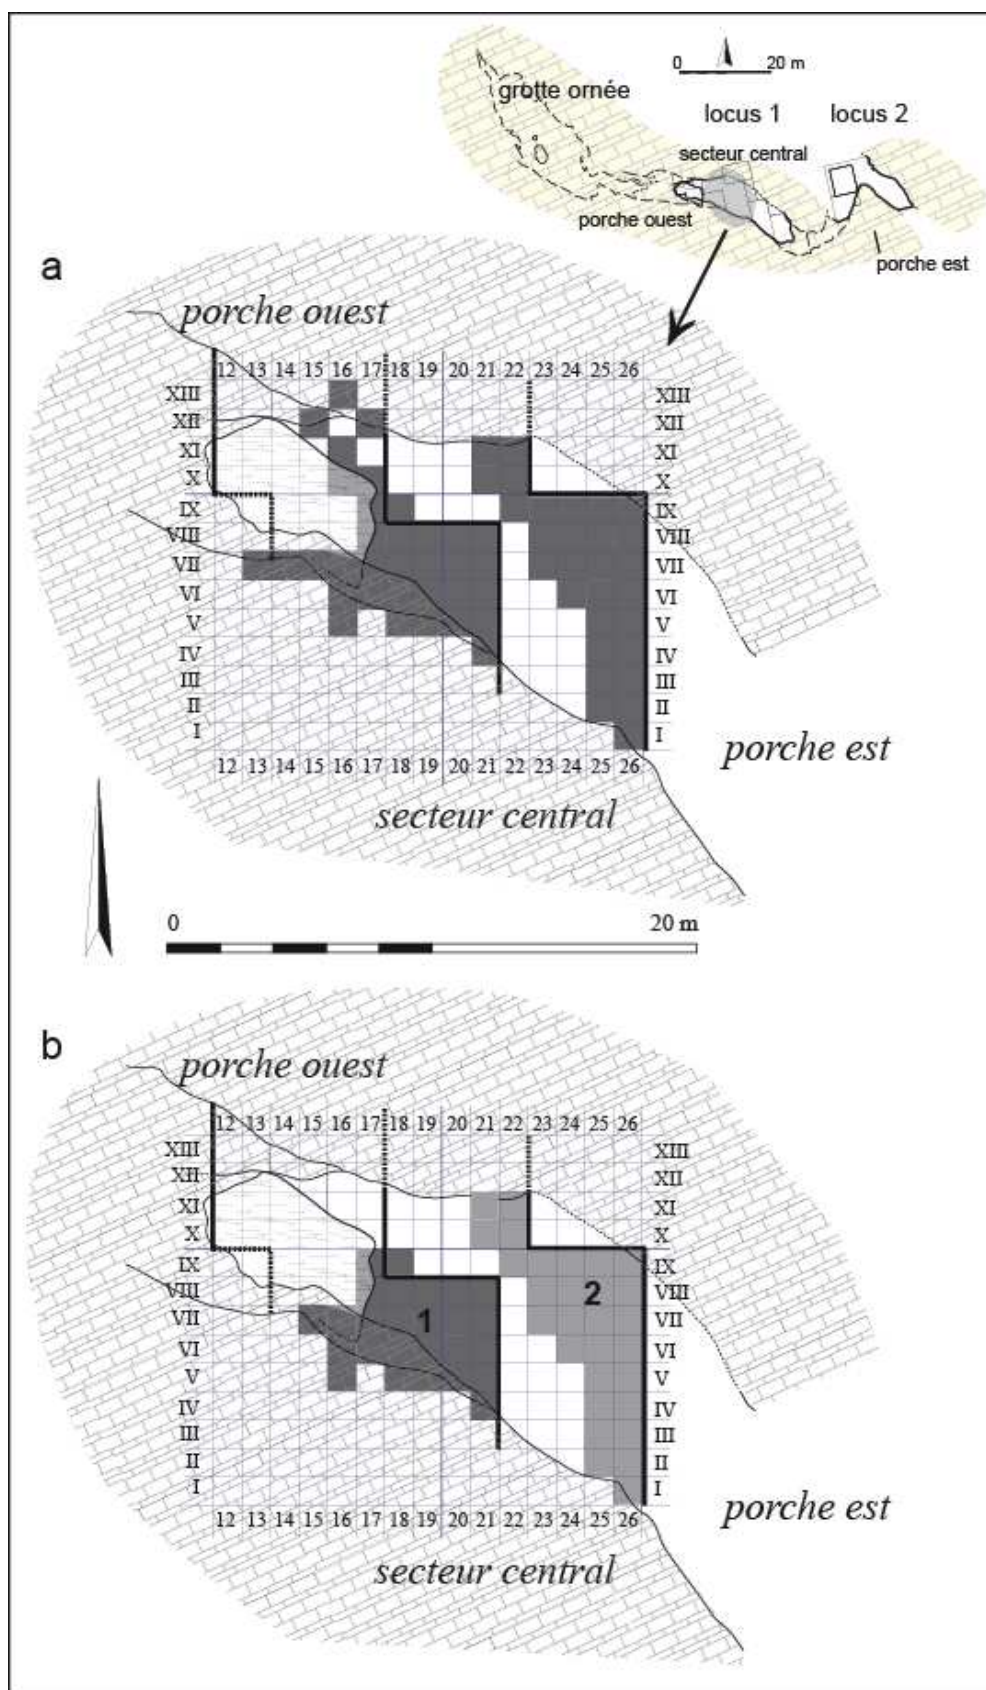 0 20 m
grotte ornée
locus 1 locus 2
secteur central
porche ouest
porche est
a
porche ouest
12 13 14 15 16 17 18 19 20 21 22 23 24 25 26
XIII XIII
XII XII
XI XI
X X
IX IX
VIII VIII
VII VII
VI VI
V V
IV IV
III III
II II
I I
12 13 14 15 16 17 18 19 20 21 22 23 24 25 26
porche est
secteur central
0 20 m
b
porche ouest
12 13 14 15 16 17 18 19 20 21 22 23 24 25 26
XIII XIII
XII XII
XI XI
X X
IX IX
VIII 2 VIII
VII 1 VII
VI VI
V V
IV IV
III III
II II
I I
12 13 14 15 16 17 18 19 20 21 22 23 24 25 26
porche est
secteur central